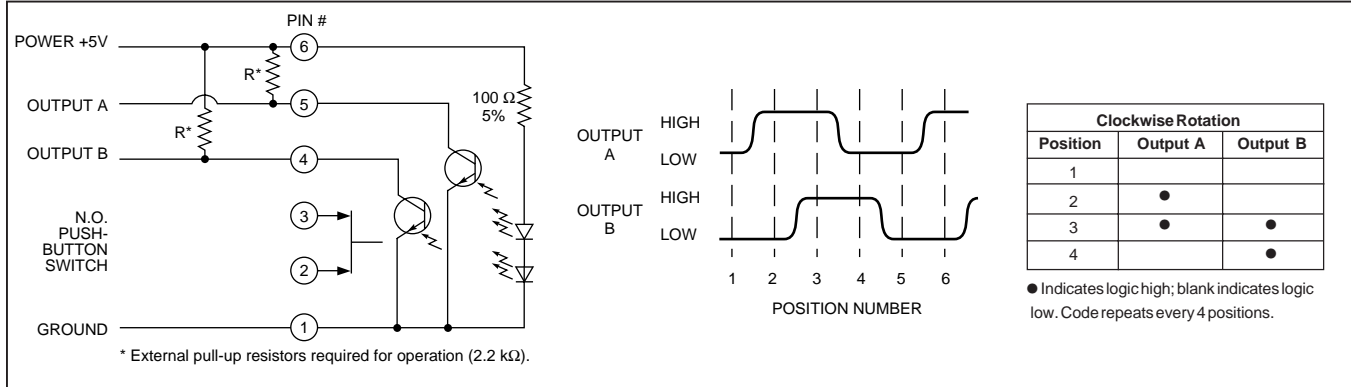 PIN #
POWER +5V
6
R*
OUTPUT A
5
100 Ω
5%
R*
OUTPUT B
4
N.O.
PUSH-
BUTTON
SWITCH
3
2
GROUND
1
* External pull-up resistors required for operation (2.2 kΩ).
OUTPUT
A
HIGH
LOW
OUTPUT
B
HIGH
LOW
1 2 3 4 5 6
POSITION NUMBER
Clockwise Rotation
Position Output A Output B
1
2 ●
3 ● ●
4 ●
● Indicates logic high; blank indicates logic
low. Code repeats every 4 positions.